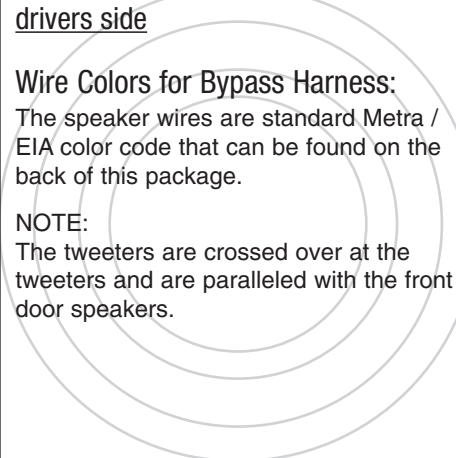 drivers side
Wire Colors for Bypass Harness:
The speaker wires are standard Metra /
EIA color code that can be found on the
back of this package.
NOTE:
The tweeters are crossed over at the
tweeters and are paralleled with the front
door speakers.